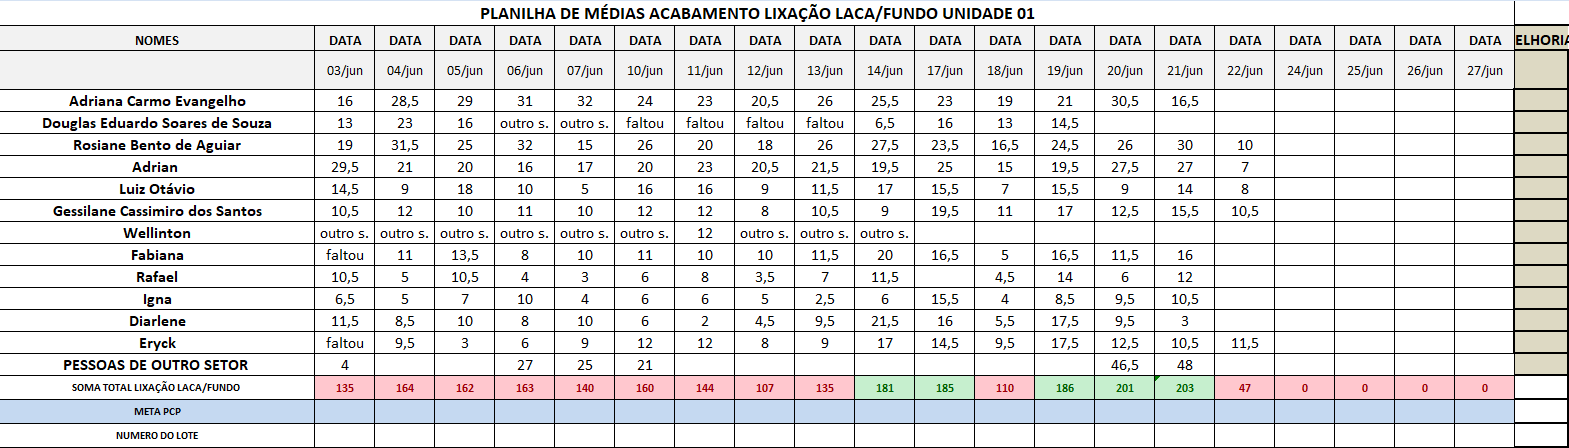 PLANILHA DE MÉDIAS ACABAMENTO LIXAÇÃO LACA/FUNDO UNIDADE 01
NOMES DATA DATA DATA DATA DATA DATA DATA DATA DATA DATA DATA DATA DATA DATA DATA DATA DATA DATA DATA DATA ELHORIA
03/jun 04/jun 05/jun 06/jun 07/jun 10/jun 11/jun 12/jun 13/jun 14/jun 17/jun 18/jun 19/jun 20/jun 21/jun 22/jun 24/jun 25/jun 26/jun 27/jun
Adriana Carmo Evangelho 16 28,5 29 31 32 24 23 20,5 26 25,5 23 19 21 30,5 16,5
Douglas Eduardo Soares de Souza 13 23 16 outro s. outro s. faltou faltou faltou faltou 6,5 16 13 14,5
Rosiane Bento de Aguiar 19 31,5 25 32 15 26 20 18 26 27,5 23,5 16,5 24,5 26 30 10
Adrian 29,5 21 20 16 17 20 23 20,5 21,5 19,5 25 15 19,5 27,5 27 7
Luiz Otávio 14,5 9 18 10 5 16 16 9 11,5 17 15,5 7 15,5 9 14 8
Gessilane Cassimiro dos Santos 10,5 12 10 11 10 12 12 8 10,5 9 19,5 11 17 12,5 15,5 10,5
Wellinton outro s. outro s. outro s. outro s. outro s. outro s. 12 outro s. outro s. outro s.
Fabiana faltou 11 13,5 8 10 11 10 10 11,5 20 16,5 5 16,5 11,5 16
Rafael 10,5 5 10,5 4 3 6 8 3,5 7 11,5 4,5 14 6 12
Igna 6,5 5 7 10 4 6 6 5 2,5 6 15,5 4 8,5 9,5 10,5
Diarlene 11,5 8,5 10 8 10 6 2 4,5 9,5 21,5 16 5,5 17,5 9,5 3
Eryck faltou 9,5 3 6 9 12 12 8 9 17 14,5 9,5 17,5 12,5 10,5 11,5
PESSOAS DE OUTRO SETOR 4 27 25 21 46,5 48
SOMA TOTAL LIXAÇÃO LACA/FUNDO 135 164 162 163 140 160 144 107 135 181 185 110 186 201 203 47 0 0 0 0
META PCP
NUMERO DO LOTE